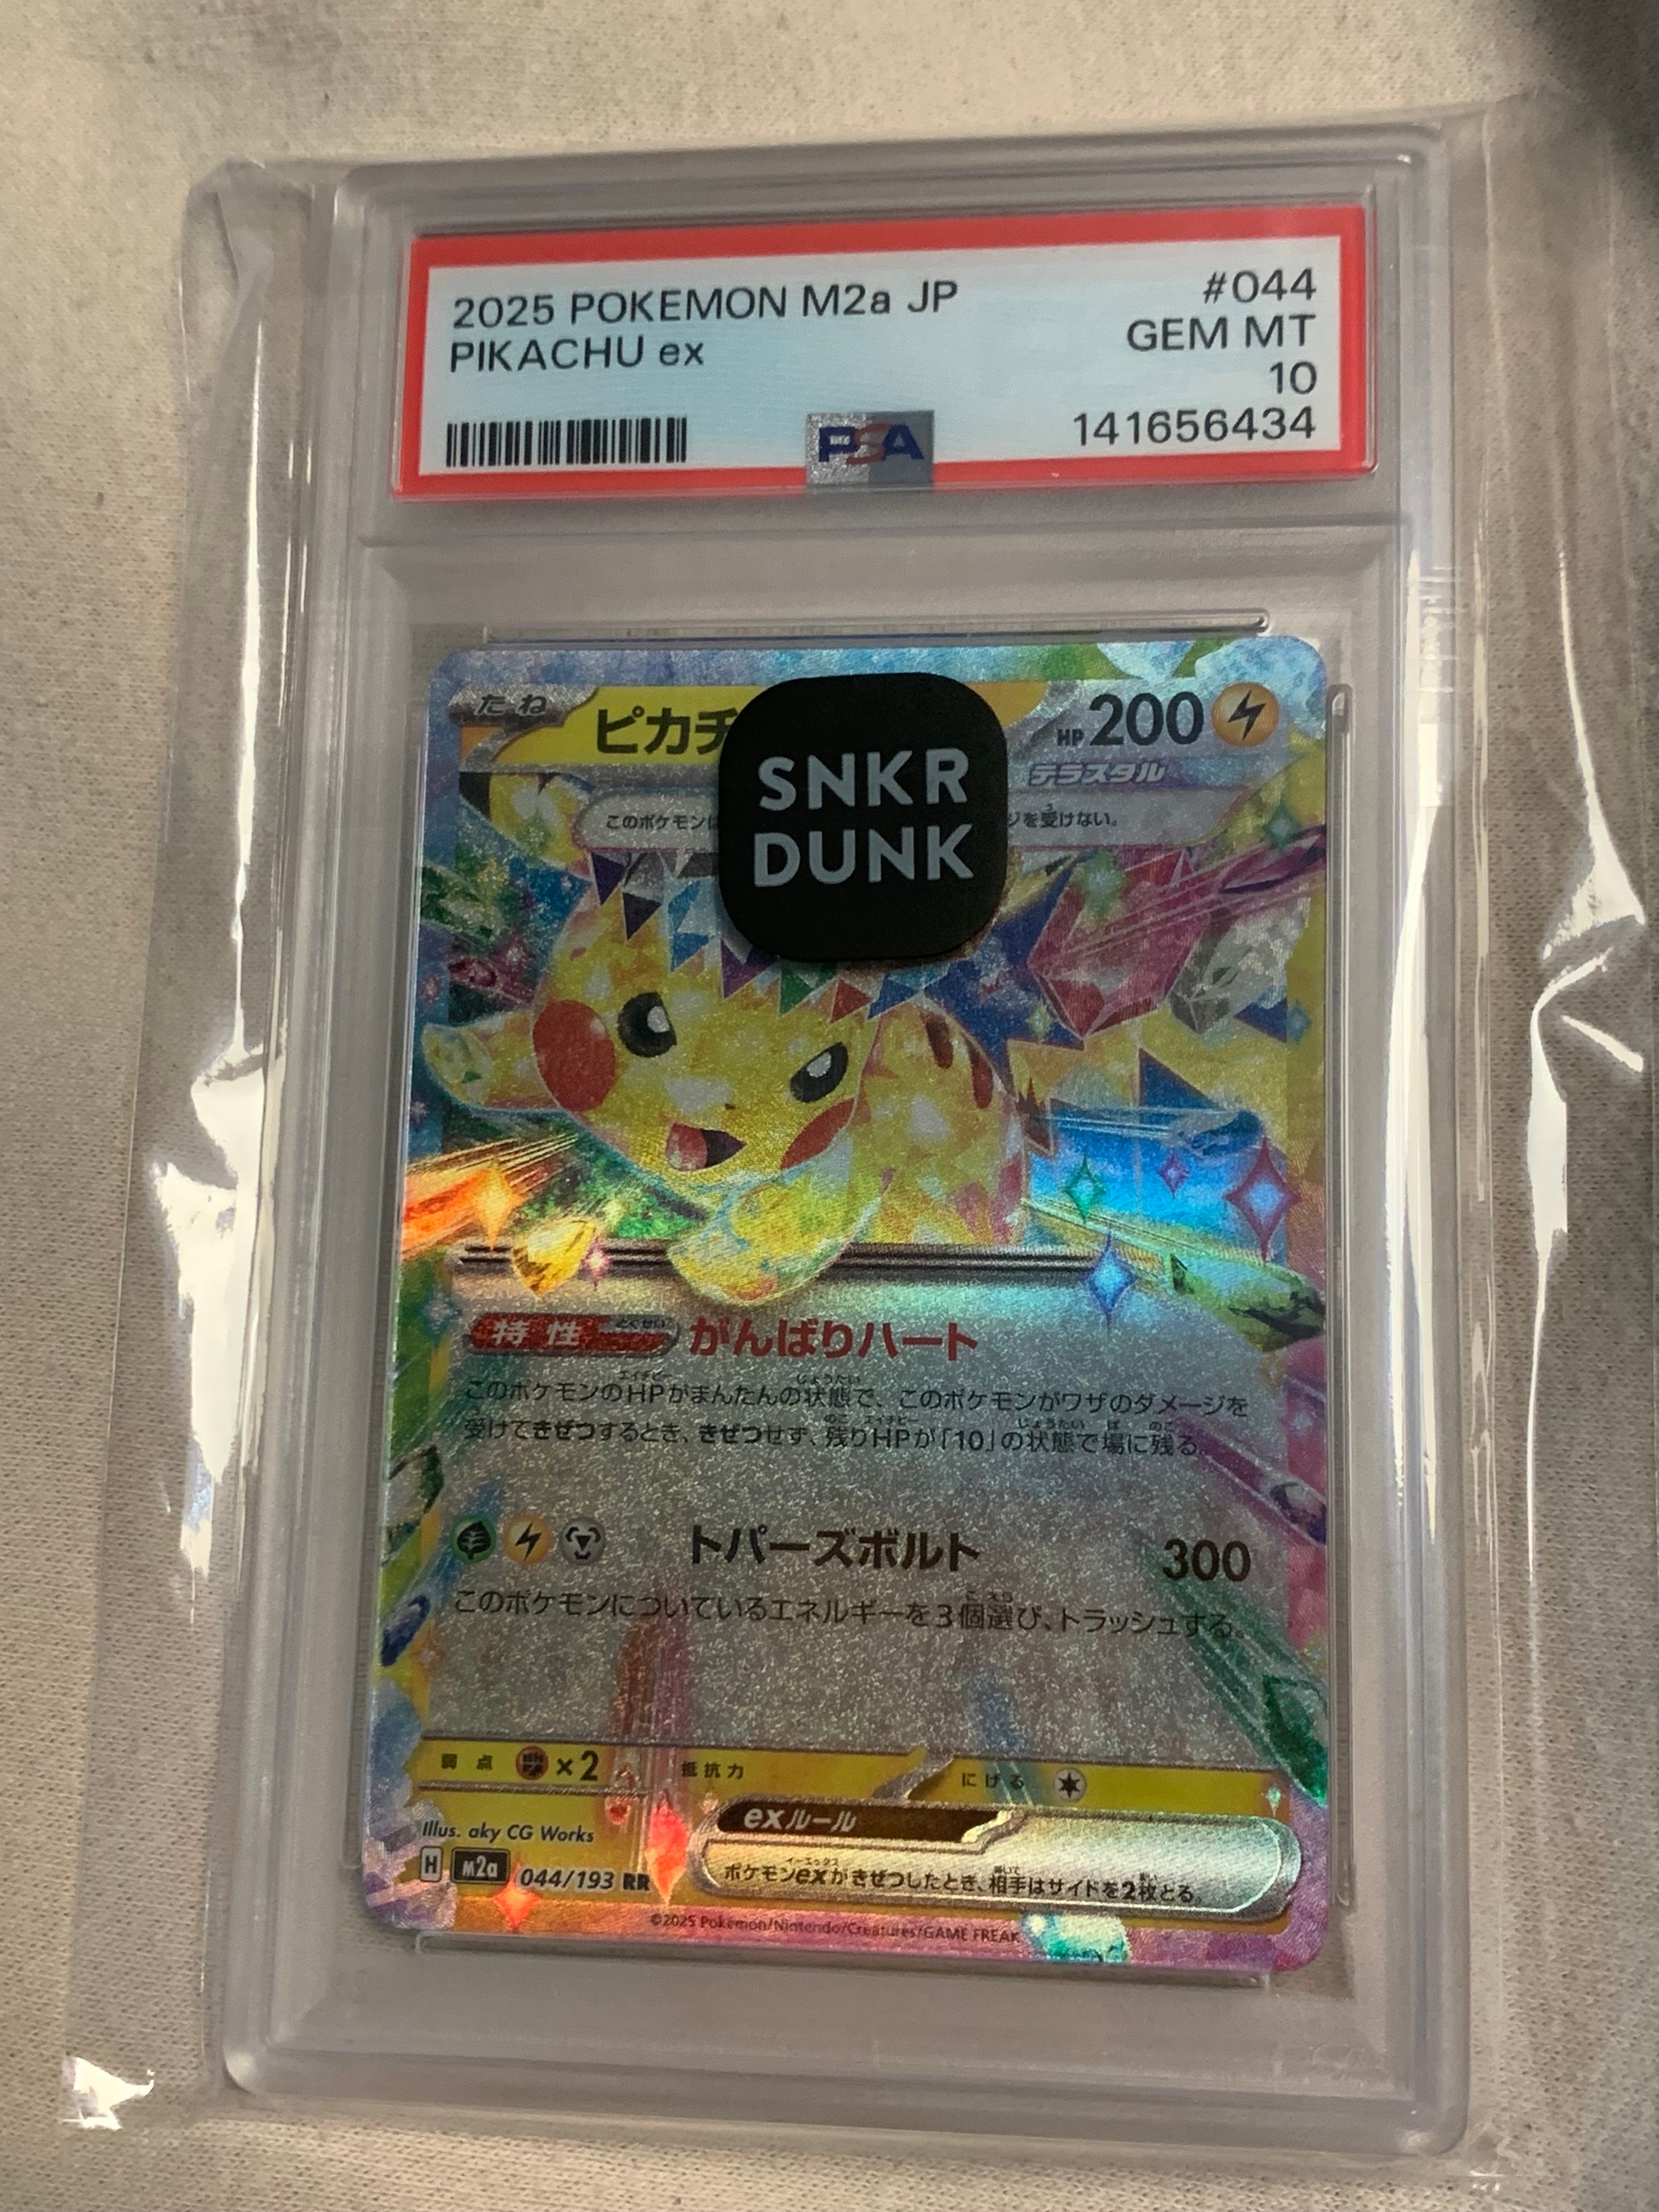 2025 POKEMON M2a JP #044
PIKACHU ex GEM MT
10
PSA 141656434
たね ピカチ HP 200
テラスタル
SNKR
DUNK
このポケモンは ジを受けない。
特性 がんばりハート
このポケモンのHPがまんたんの状態で、このポケモンがワザのダメージを
受けてきぜつするとき、きぜつせず、残りHPが「10」の状態で場に残る。
トパーズボルト 300
このポケモンについているエネルギーを3個選び、トラッシュする。
弱点 ×2 抵抗力 にげる
exルール
ポケモンexがきぜつしたとき、相手はサイドを2枚とる。
Illus. aky CG Works
H m2a 044/193 RR
©2025 Pokémon/Nintendo/Creatures/GAME FREAK